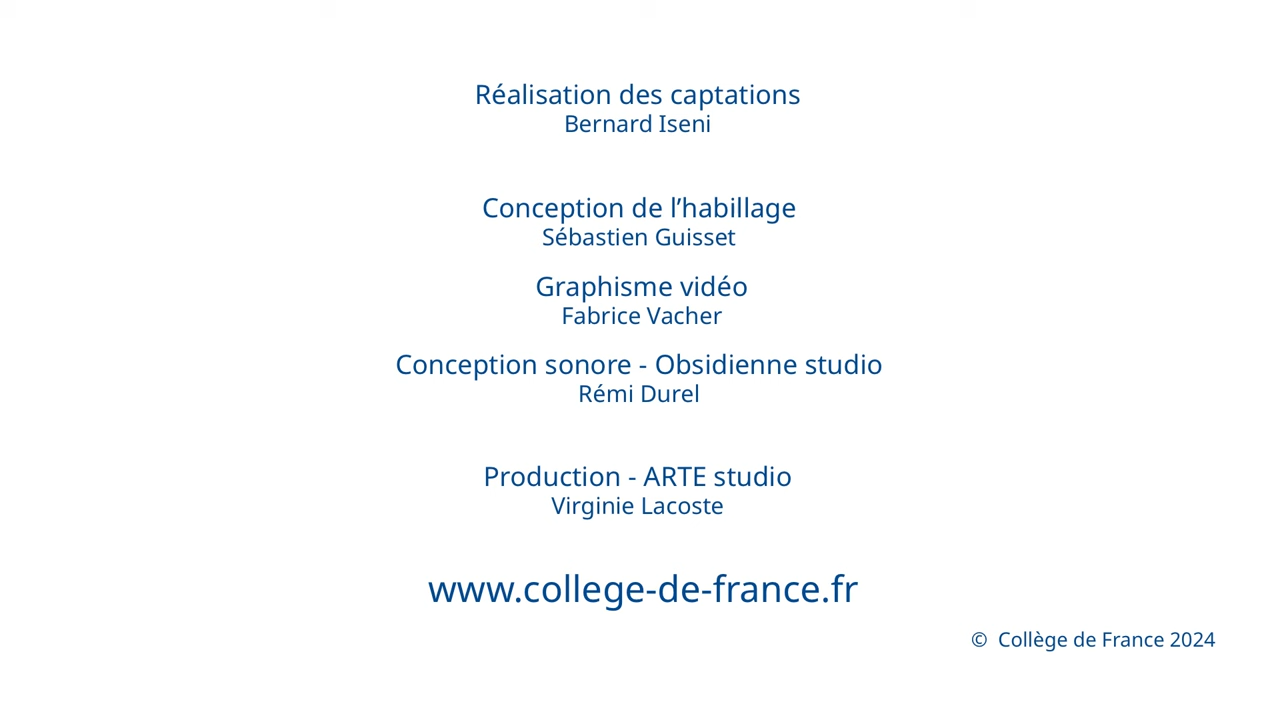 Réalisation des captations
Bernard Iseni
Conception de l’habillage
Sébastien Guisset
Graphisme vidéo
Fabrice Vacher
Conception sonore - Obsidienne studio
Rémi Durel
Production - ARTE studio
Virginie Lacoste
www.college-de-france.fr
© Collège de France 2024